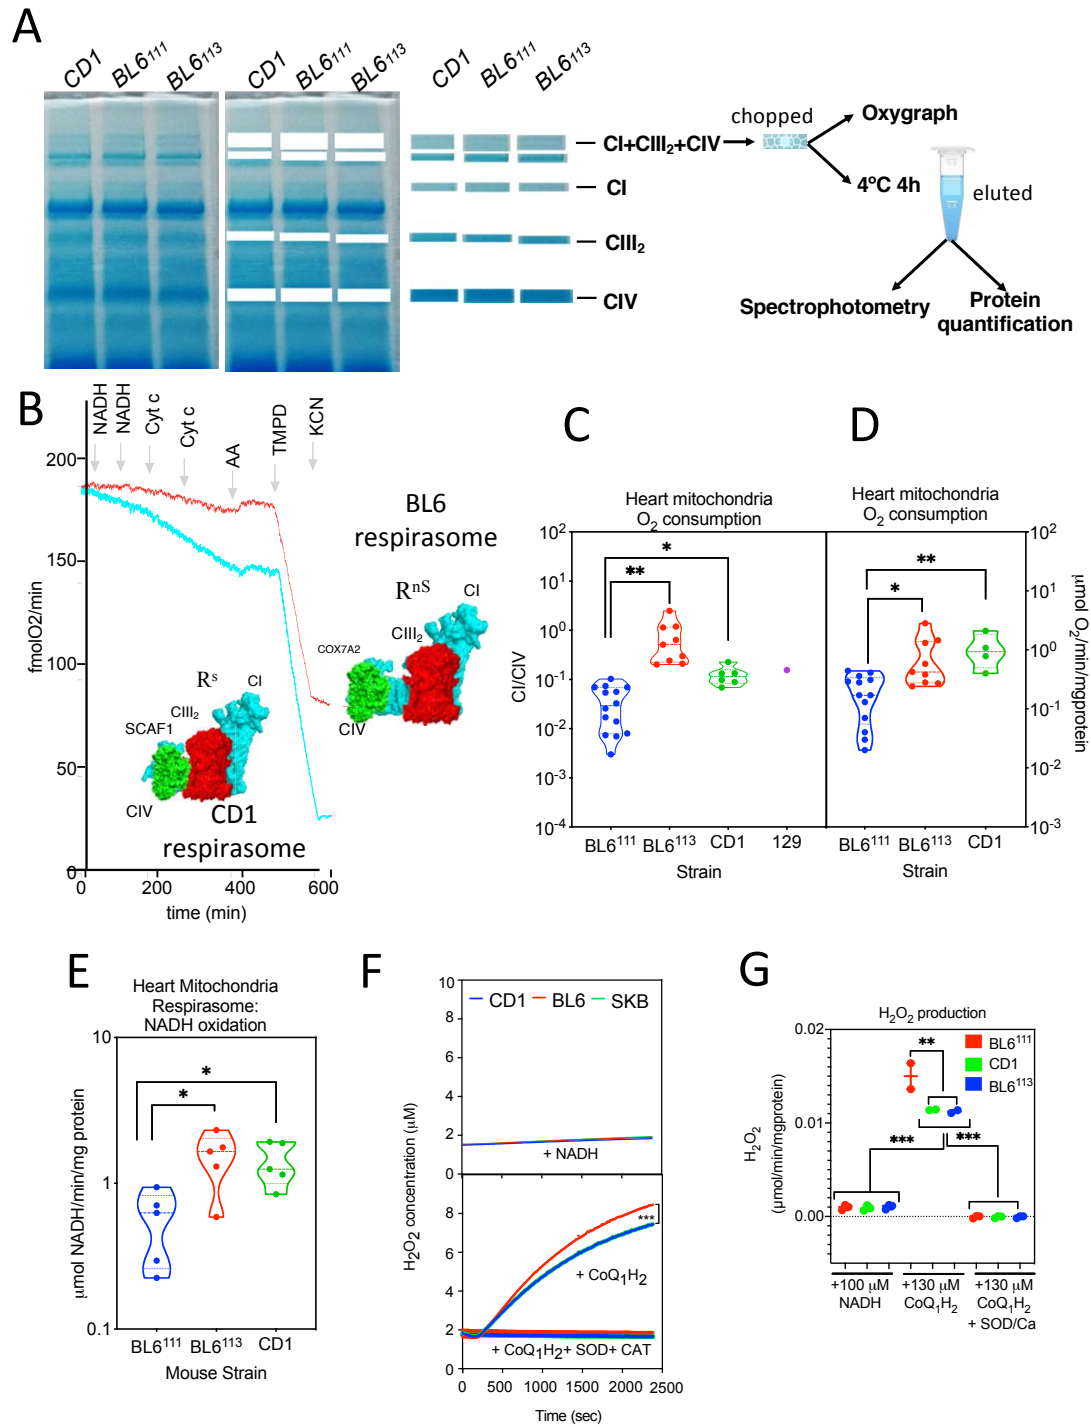 A
CD1 BL6¹¹¹ BL6¹¹³
CD1 BL6¹¹¹ BL6¹¹³
CD1 BL6¹¹¹ BL6¹¹³
CI+CIII₂+CIV
CI
CIII₂
CIV
chopped
Oxygraph
4ºC 4h
eluted
Spectrophotometry
Protein
quantification
B
NADH
NADH
Cyt c
Cyt c
AA
TMPD
KCN
fmolO2/min
200
150
100
50
0
0 200 400 600
time (min)
BL6
respirasome
RⁿS
CI
CIII₂
COX7A2
CIV
Rˢ
CI
CIII₂
SCAF1
CIV
CD1
respirasome
C
Heart mitochondria
O₂ consumption
*
**
CI/CIV
10²
10¹
10⁰
10⁻¹
10⁻²
10⁻³
10⁻⁴
BL6¹¹¹ BL6¹¹³ CD1 129
Strain
D
Heart mitochondria
O₂ consumption
**
*
10²
10¹
10⁰
10⁻¹
10⁻²
10⁻³
μmol O₂/min/mgprotein
BL6¹¹¹ BL6¹¹³ CD1
Strain
E
Heart Mitochondria
Respirasome:
NADH oxidation
*
*
μmol NADH/min/mg protein
10
1
0.1
BL6¹¹¹ BL6¹¹³ CD1
Mouse Strain
F
CD1 BL6 SKB
H₂O₂ concentration (μM)
10
8
6
4
2
0
+ NADH
8
6
4
2
0
***
+ CoQ₁H₂
+ CoQ₁H₂+ SOD+ CAT
0 500 1000 1500 2000 2500
Time (sec)
G
H₂O₂ production
BL6¹¹¹
CD1
BL6¹¹³
**
***
***
H₂O₂
(μmol/min/mgprotein)
0.02
0.01
0.00
+100 μM
NADH
+130 μM
CoQ₁H₂
+130 μM
CoQ₁H₂
+ SOD/Ca